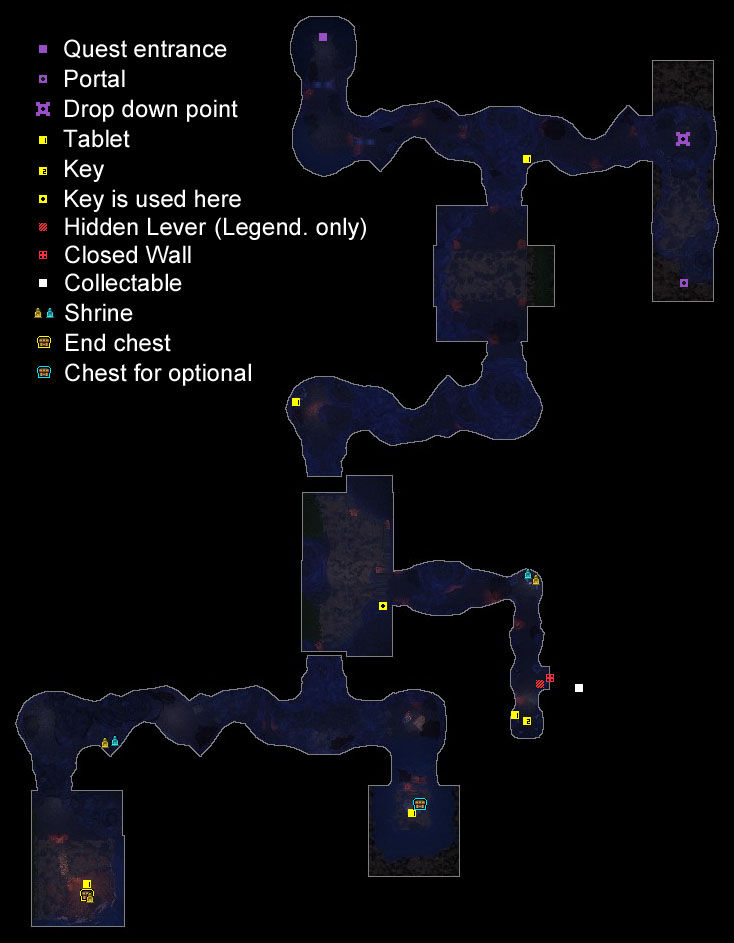 Quest entrance
Portal
Drop down point
Tablet
Key
Key is used here
Hidden Lever (Legend. only)
Closed Wall
Collectable
Shrine
End chest
Chest for optional